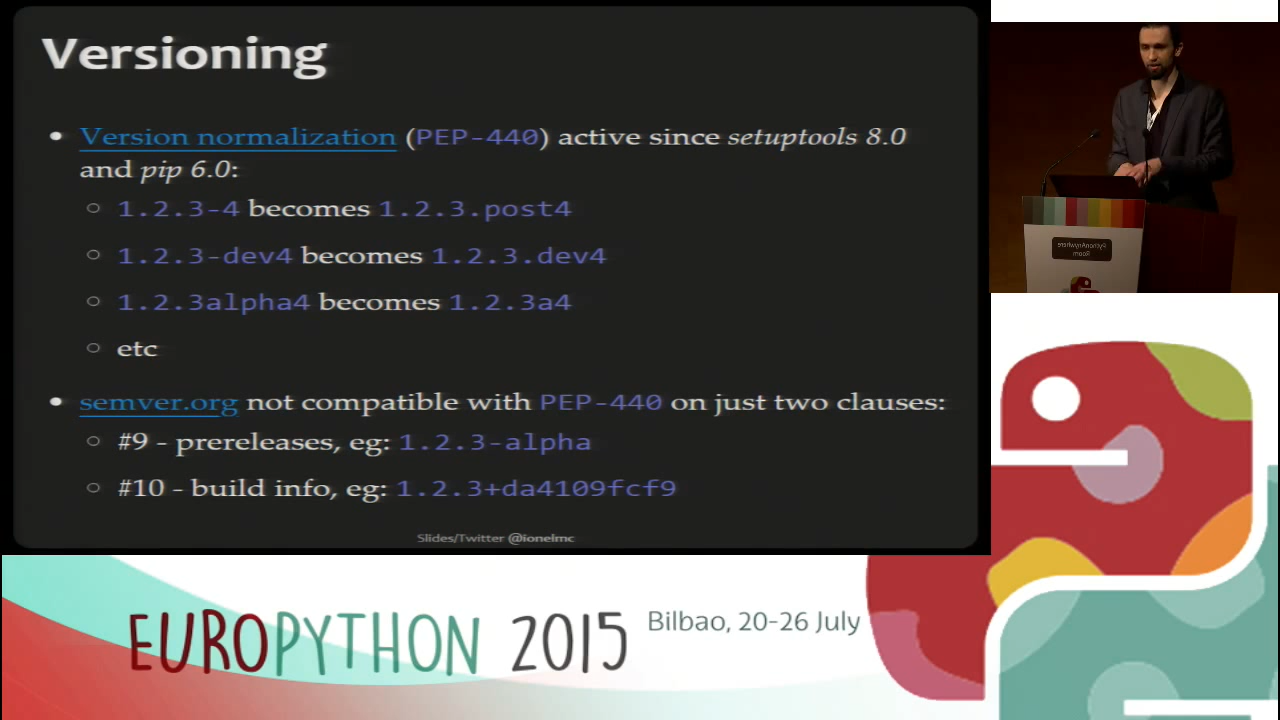 Versioning
• Version normalization (PEP-440) active since setuptools 8.0
and pip 6.0:
○ 1.2.3-4 becomes 1.2.3.post4
○ 1.2.3-dev4 becomes 1.2.3.dev4
○ 1.2.3alpha4 becomes 1.2.3a4
○ etc
• semver.org not compatible with PEP-440 on just two clauses:
○ #9 - prereleases, eg: 1.2.3-alpha
○ #10 - build info, eg: 1.2.3+da4109fcf9
Slides/Twitter @ionelmc
PythonAnywhere
Room
EUROPYTHON 2015
Bilbao, 20-26 July